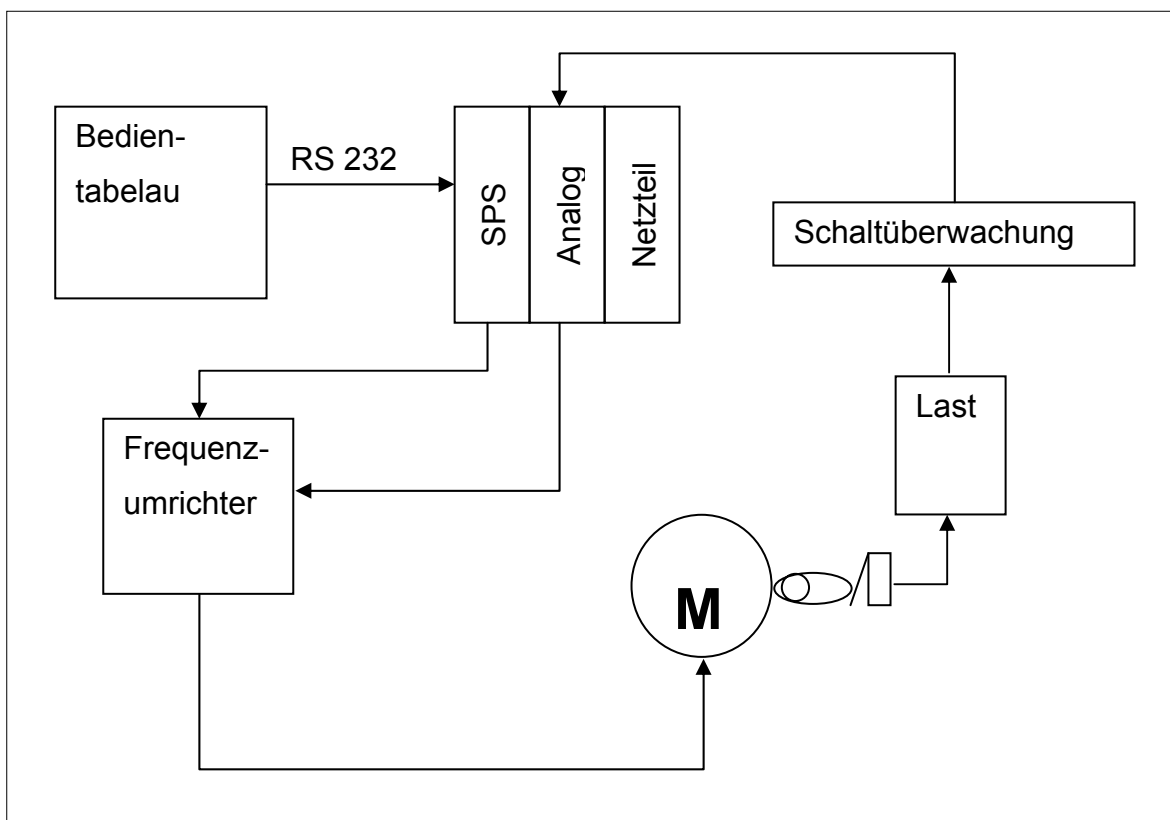 Bedien-
tabelau
RS 232
SPS
Analog
Netzteil
Schaltüberwachung
Last
Frequenz-
umrichter
M